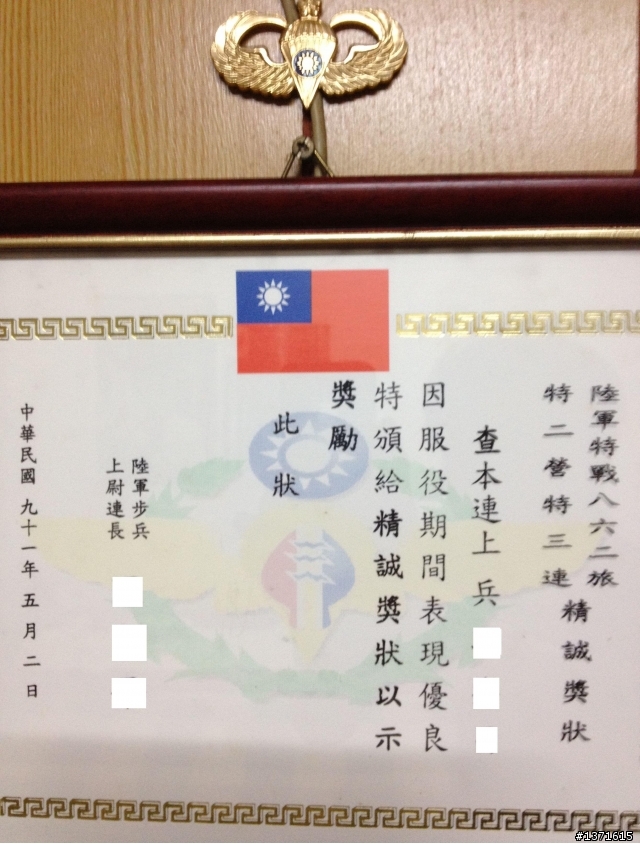 陸軍特戰八六二旅
特二營特三連
精誠獎狀
查本連上兵
因服役期間表現優良
特頒給精誠獎狀以示
獎勵
此狀
陸軍步兵
上尉連長
中華民國九十一年五月二日
#1371615